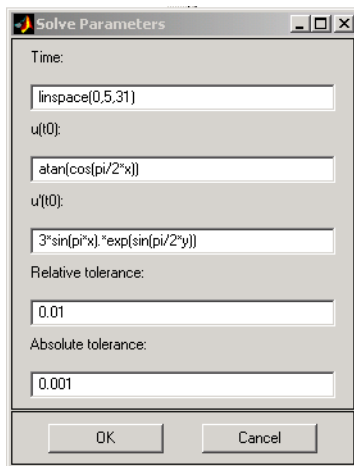 Solve Parameters
Time:
linspace(0,5,31)
u(t0):
atan(cos(pi/2*x))
u'(t0):
3*sin(pi*x).*exp(sin(pi/2*y))
Relative tolerance:
0.01
Absolute tolerance:
0.001
OK Cancel